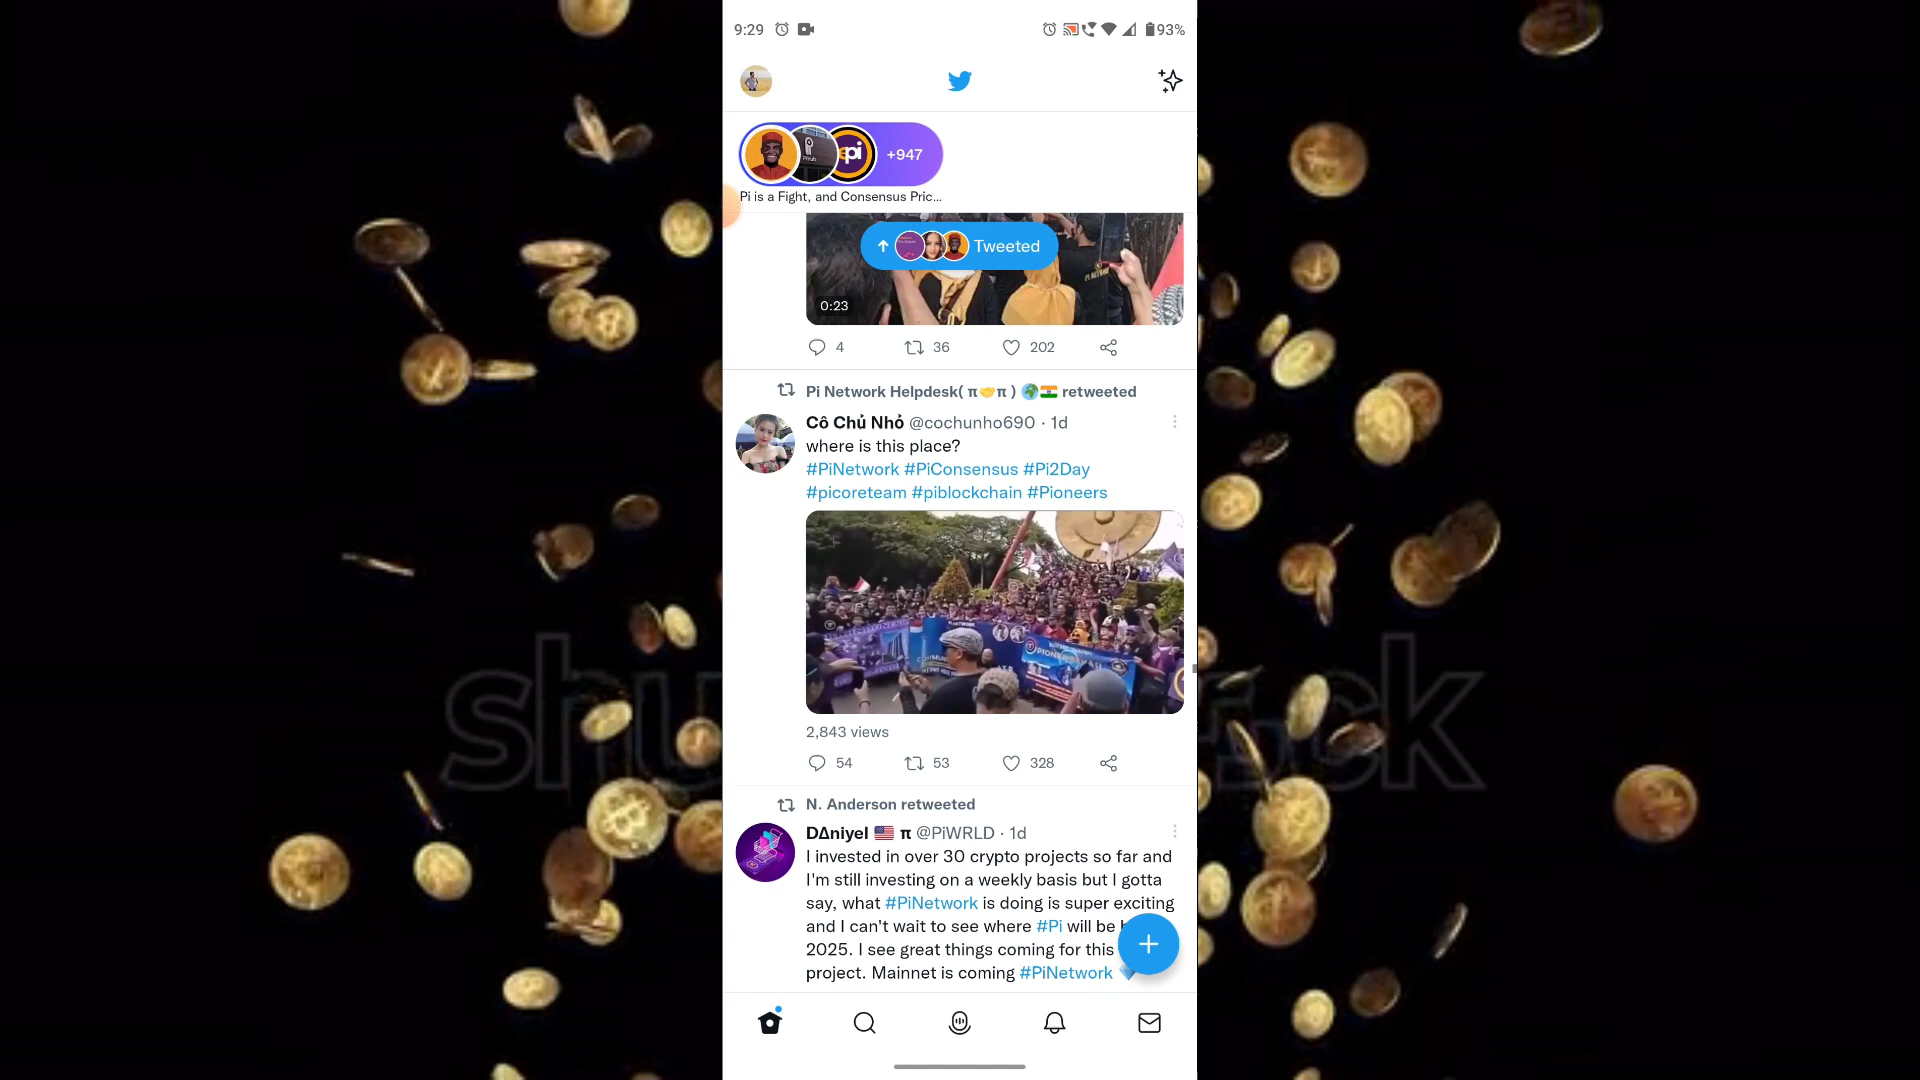 9:29
93%
+947
Pi is a Fight, and Consensus Pric...
Tweeted
0:23
4 36 202
Pi Network Helpdesk( π🤝π ) 🌍🇮🇳 retweeted
Cô Chủ Nhỏ @cochunho690 · 1d
where is this place?
#PiNetwork #PiConsensus #Pi2Day
#picoreteam #piblockchain #Pioneers
2,843 views
54 53 328
N. Anderson retweeted
DΔniyel 🇺🇸 π @PiWRLD · 1d
I invested in over 30 crypto projects so far and
I'm still investing on a weekly basis but I gotta
say, what #PiNetwork is doing is super exciting
and I can't wait to see where #Pi will be
2025. I see great things coming for this
project. Mainnet is coming #PiNetwork